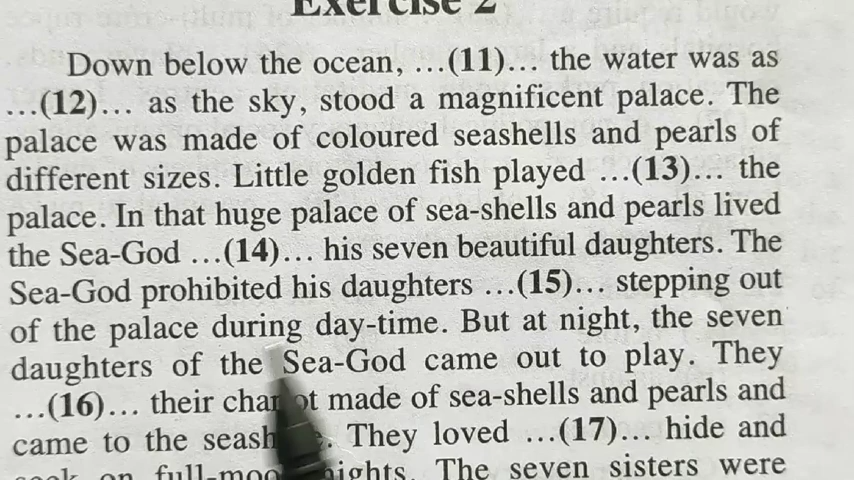 Exercise 2
Down below the ocean, ...(11)... the water was as
...(12)... as the sky, stood a magnificent palace. The
palace was made of coloured seashells and pearls of
different sizes. Little golden fish played ...(13)... the
palace. In that huge palace of sea-shells and pearls lived
the Sea-God ...(14)... his seven beautiful daughters. The
Sea-God prohibited his daughters ...(15)... stepping out
of the palace during day-time. But at night, the seven
daughters of the Sea-God came out to play. They
...(16)... their made of sea-shells and pearls and
came to the They loved ...(17)... hide and
seek on full-moon nights. The seven sisters were